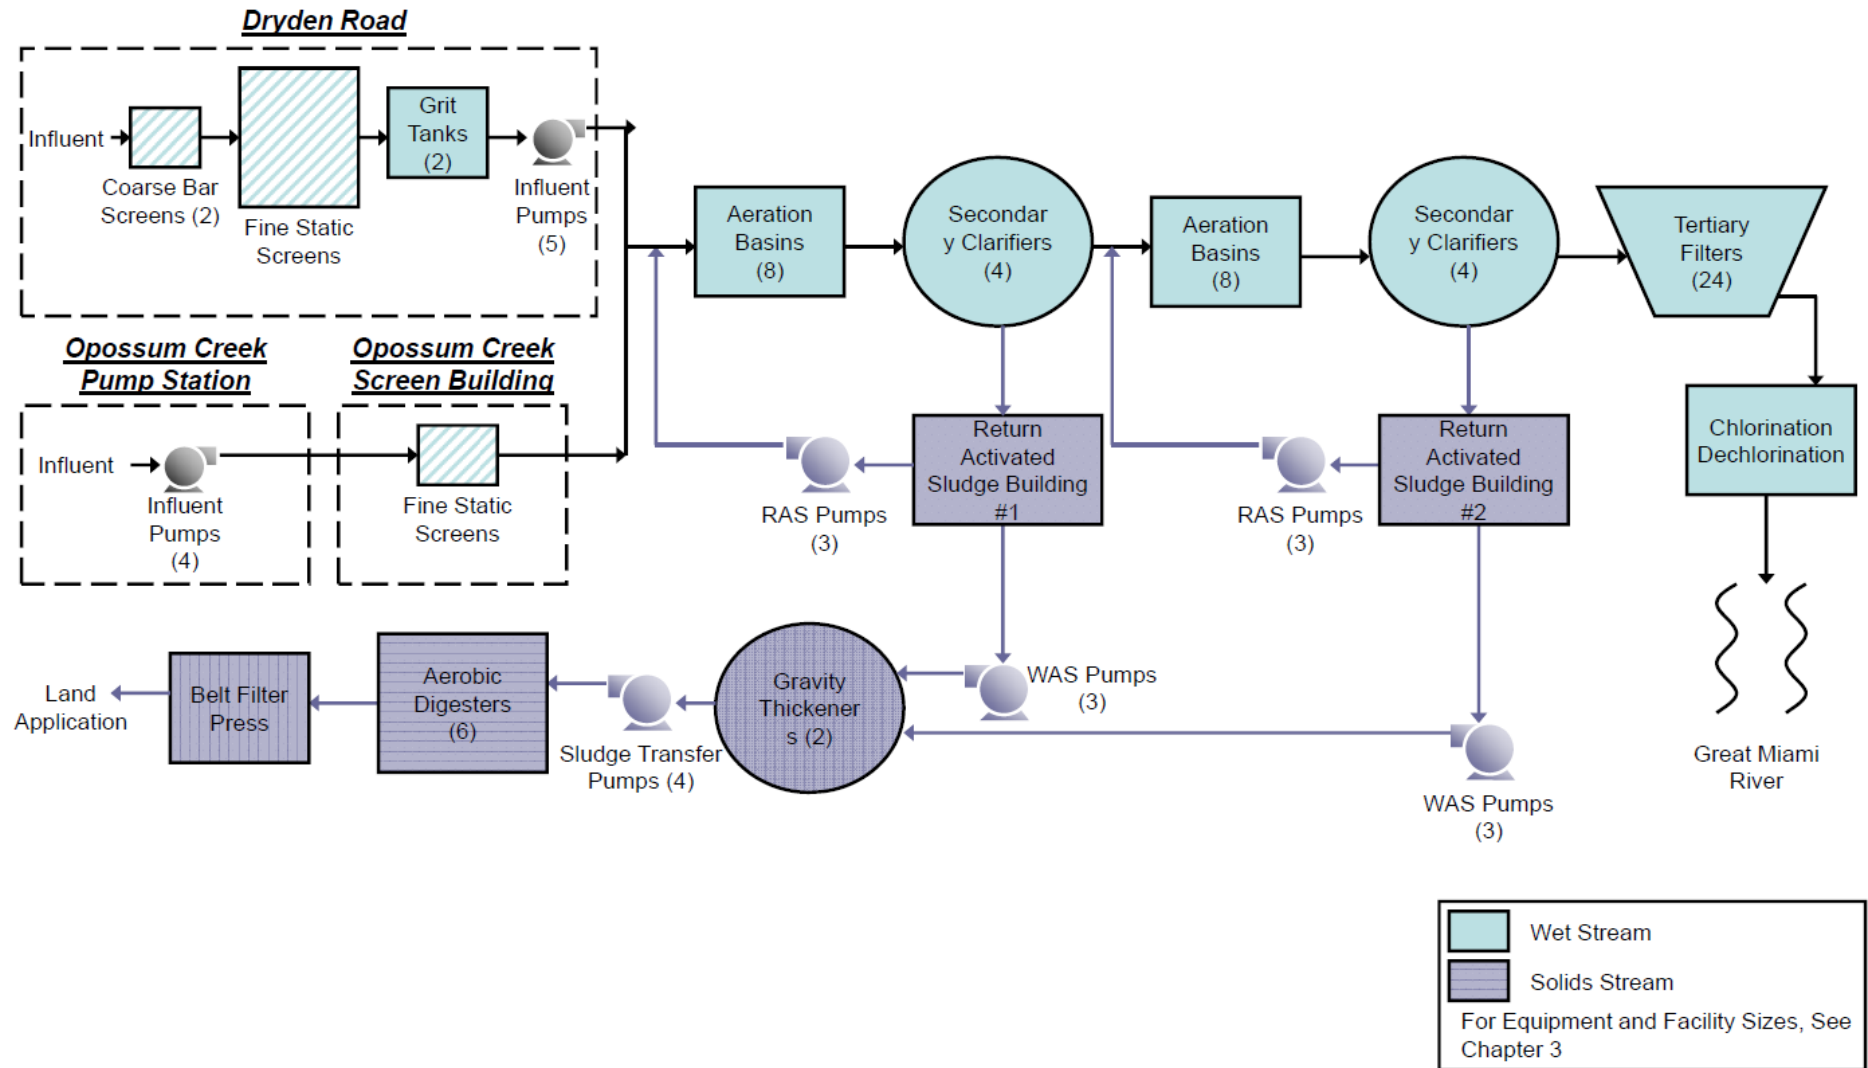 Dryden Road
Influent
Coarse Bar
Screens (2)
Fine Static
Screens
Grit
Tanks
(2)
Influent
Pumps
(5)
Aeration
Basins
(8)
Secondar
y Clarifiers
(4)
Aeration
Basins
(8)
Secondar
y Clarifiers
(4)
Tertiary
Filters
(24)
Opossum Creek
Pump Station
Influent
Influent
Pumps
(4)
Opossum Creek
Screen Building
Fine Static
Screens
RAS Pumps
(3)
Return
Activated
Sludge Building
#1
RAS Pumps
(3)
Return
Activated
Sludge Building
#2
Chlorination
Dechlorination
Land
Application
Belt Filter
Press
Aerobic
Digesters
(6)
Sludge Transfer
Pumps (4)
Gravity
Thickener
s (2)
WAS Pumps
(3)
WAS Pumps
(3)
Great Miami
River
Wet Stream
Solids Stream
For Equipment and Facility Sizes, See
Chapter 3